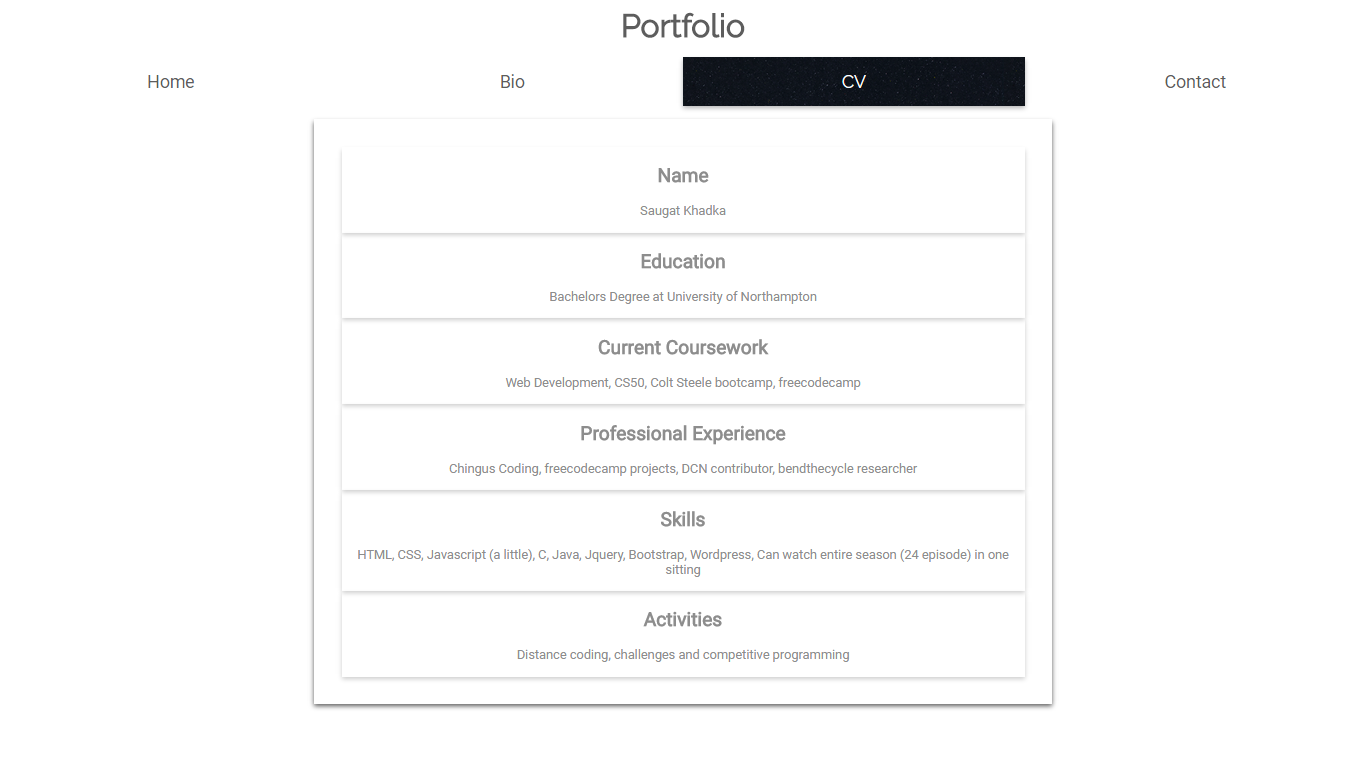 Portfolio
Home
Bio
CV
Contact
Name
Saugat Khadka
Education
Bachelors Degree at University of Northampton
Current Coursework
Web Development, CS50, Colt Steele bootcamp, freecodecamp
Professional Experience
Chingus Coding, freecodecamp projects, DCN contributor, bendthecycle researcher
Skills
HTML, CSS, Javascript (a little), C, Java, Jquery, Bootstrap, Wordpress, Can watch entire season (24 episode) in one
sitting
Activities
Distance coding, challenges and competitive programming